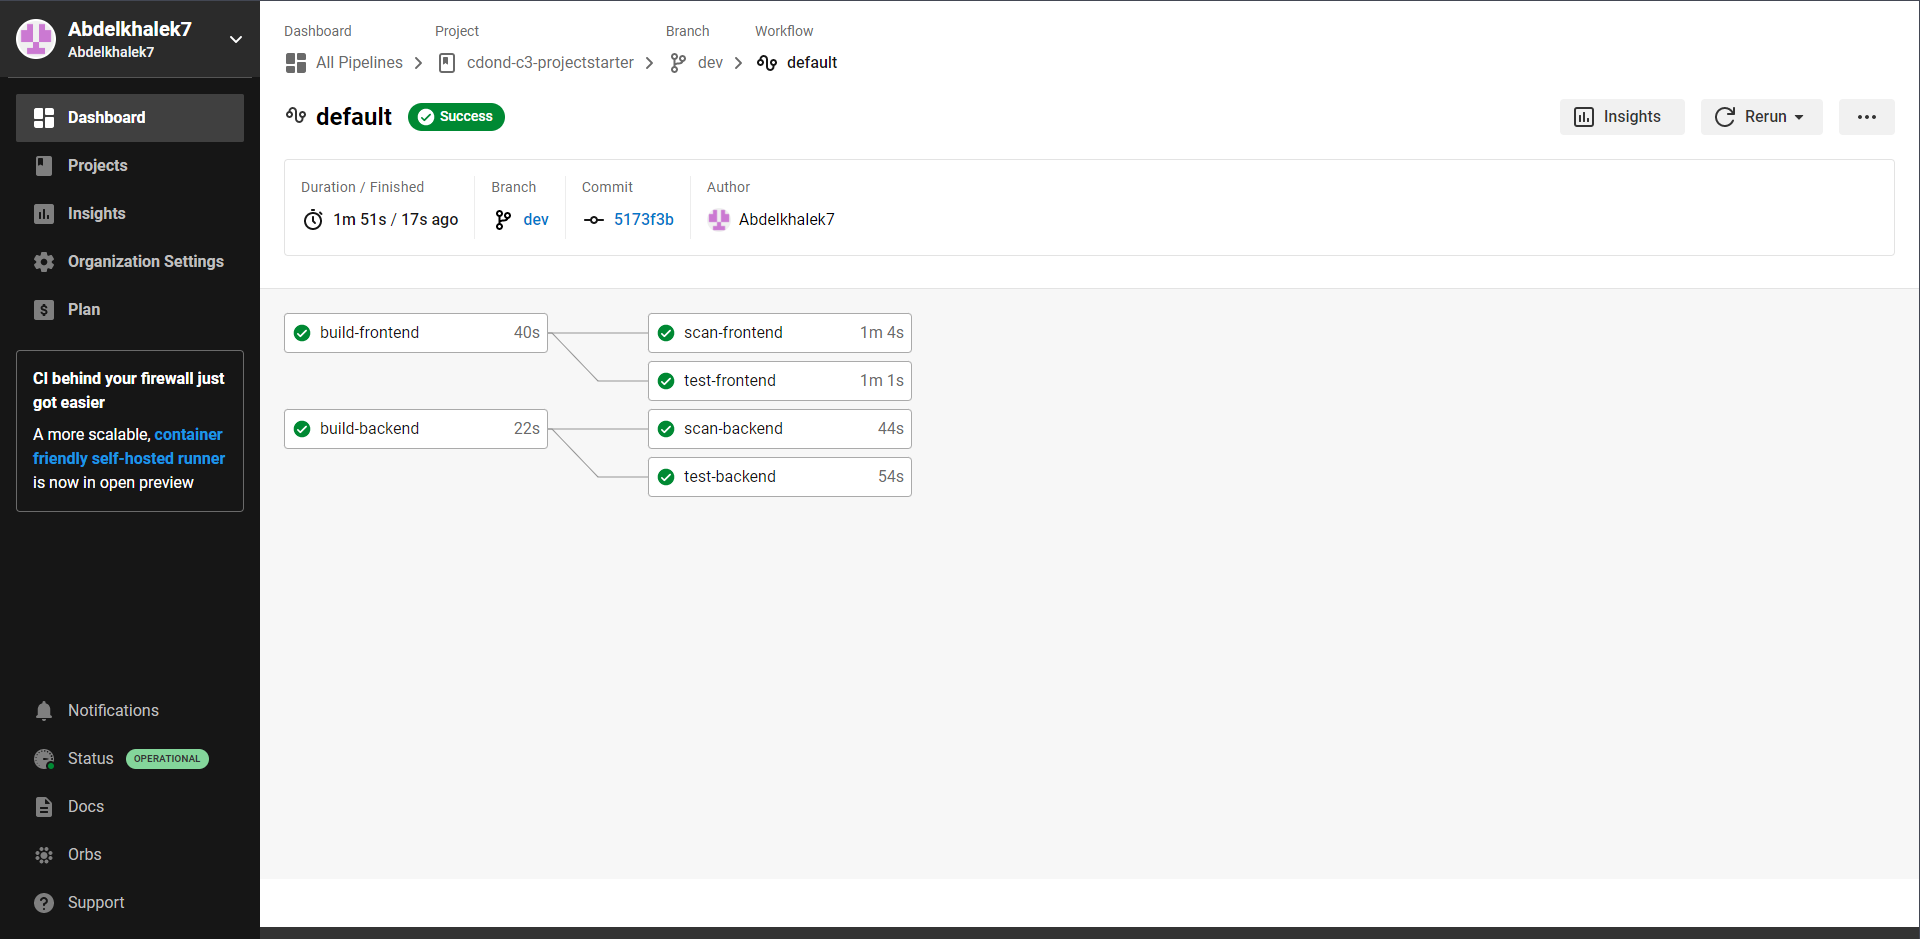 Abdelkhalek7
Abdelkhalek7
Dashboard
Projects
Insights
Organization Settings
Plan
CI behind your firewall just
got easier
A more scalable, container
friendly self-hosted runner
is now in open preview
Notifications
Status OPERATIONAL
Docs
Orbs
Support
Dashboard Project Branch Workflow
All Pipelines cdond-c3-projectstarter dev default
default Success Insights Rerun
Duration / Finished Branch Commit Author
1m 51s / 17s ago dev 5173f3b Abdelkhalek7
build-frontend 40s scan-frontend 1m 4s
test-frontend 1m 1s
build-backend 22s scan-backend 44s
test-backend 54s